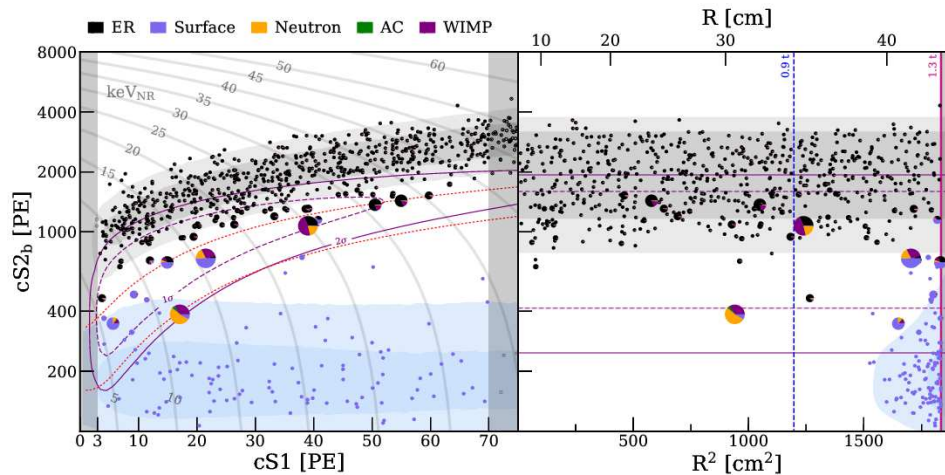 ER Surface Neutron AC WIMP
R [cm]
10 20 30 40
8000
4000
2000
1000
400
200
cS2b [PE]
keVNR
50
45
40
35
30
25
20
15
60
1σ
2σ
5
10
0.9 t
1.3 t
0 3 10 20 30 40 50 60 70
500 1000 1500
cS1 [PE]
R² [cm²]